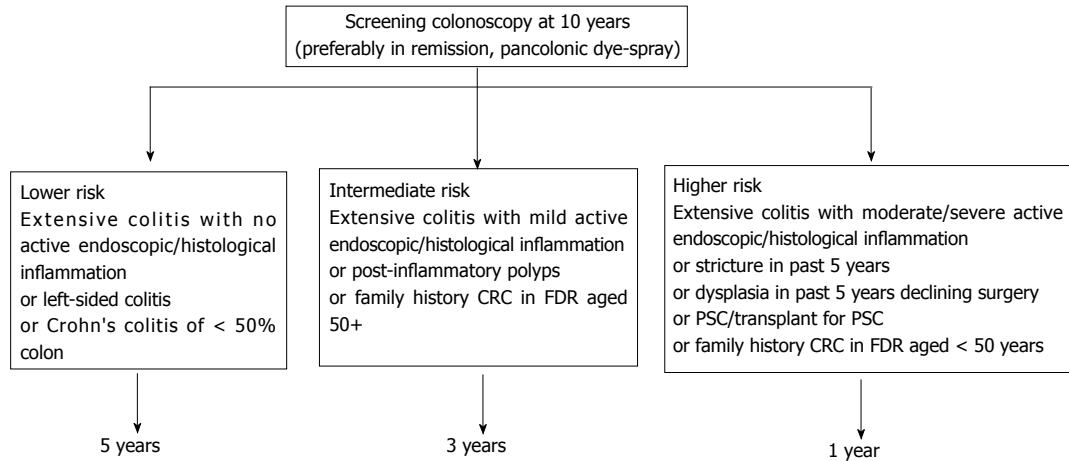 Screening colonoscopy at 10 years
(preferably in remission, pancolonic dye-spray)
Lower risk
Extensive colitis with no
active endoscopic/histological
inflammation
or left-sided colitis
or Crohn's colitis of < 50%
colon
Intermediate risk
Extensive colitis with mild active
endoscopic/histological inflammation
or post-inflammatory polyps
or family history CRC in FDR aged
50+
Higher risk
Extensive colitis with moderate/severe active
endoscopic/histological inflammation
or stricture in past 5 years
or dysplasia in past 5 years declining surgery
or PSC/transplant for PSC
or family history CRC in FDR aged < 50 years
5 years
3 years
1 year